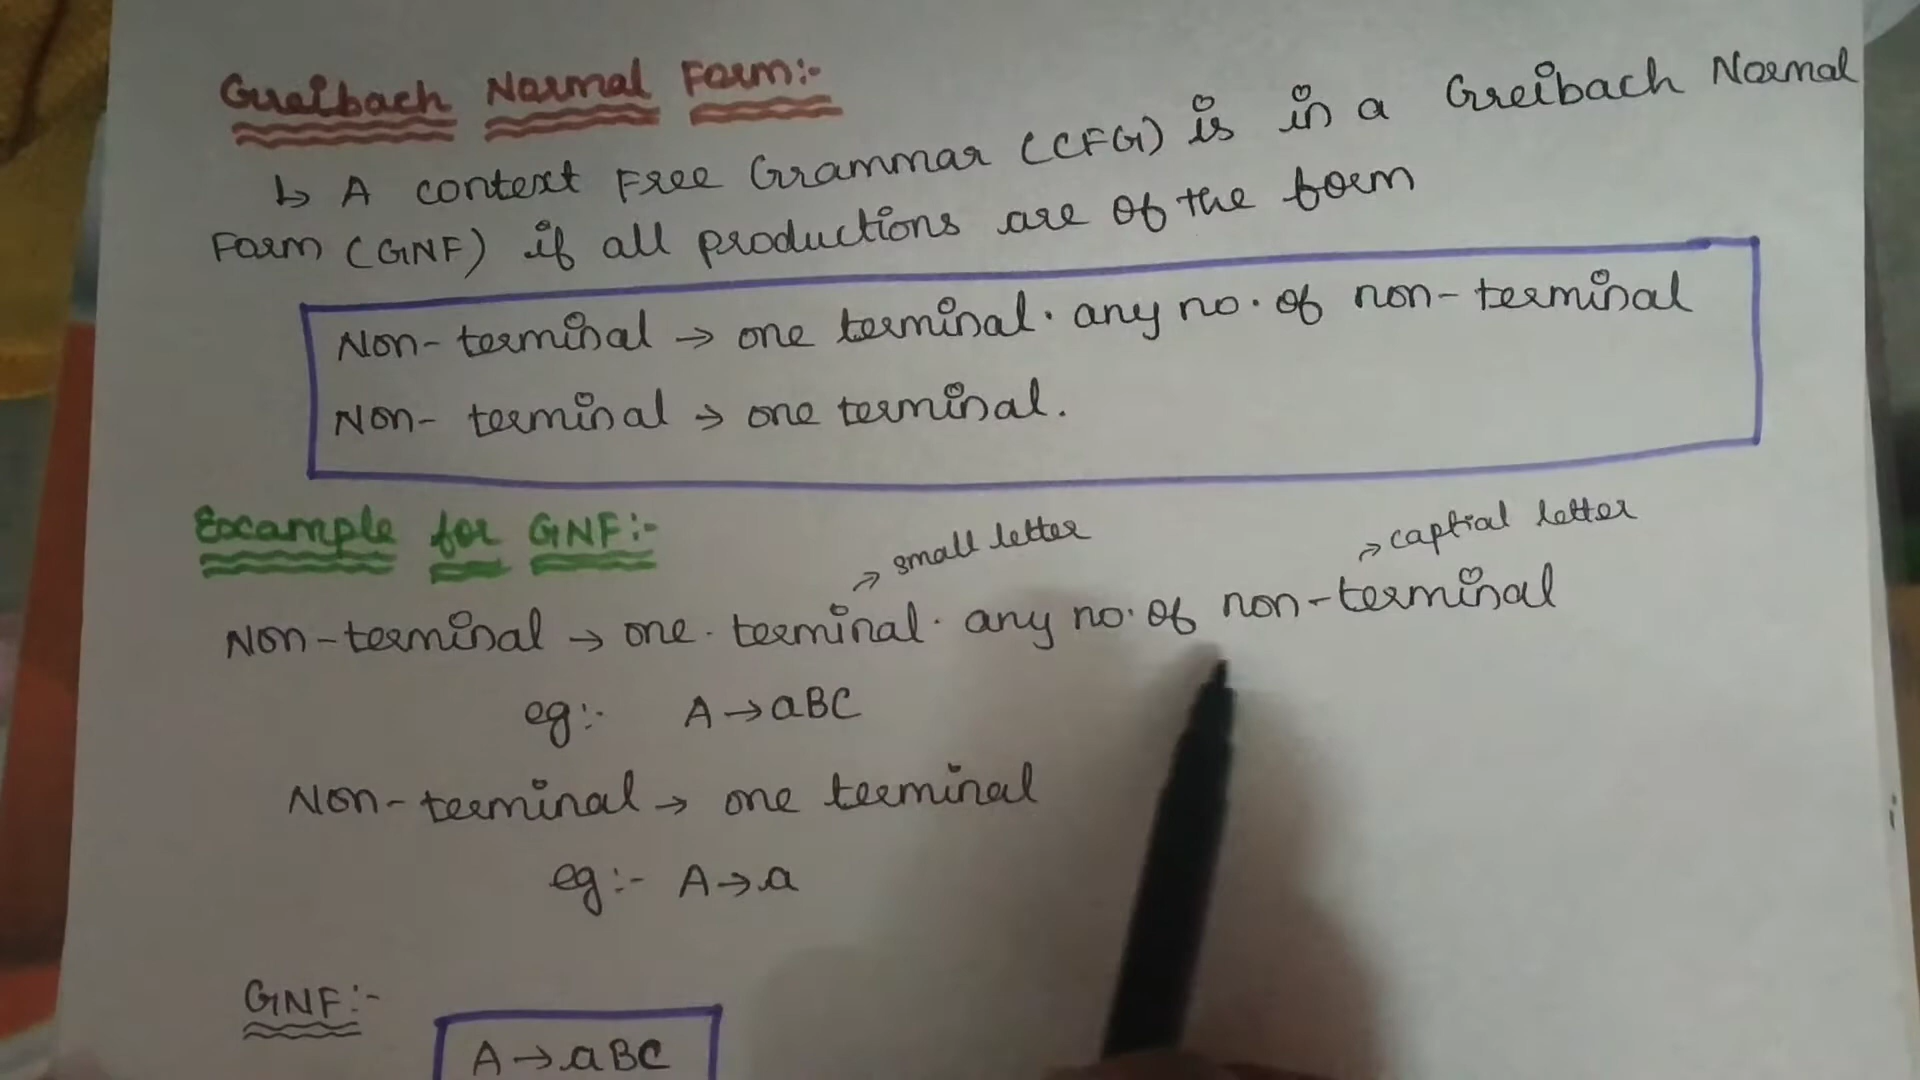 Greibach Normal Form:-
↳ A context Free Grammar (CFG) is in a Greibach Normal
Form (GNF) if all productions are of the form
Non-terminal → one terminal. any no. of non-terminal
Non-terminal → one terminal.
Example for GNF:-
→ small letter
→ captial letter
Non-terminal → one. terminal. any no. of non-terminal
eg:- A→aBC
Non-terminal → one terminal
eg:- A→a
GNF:-
A→aBC